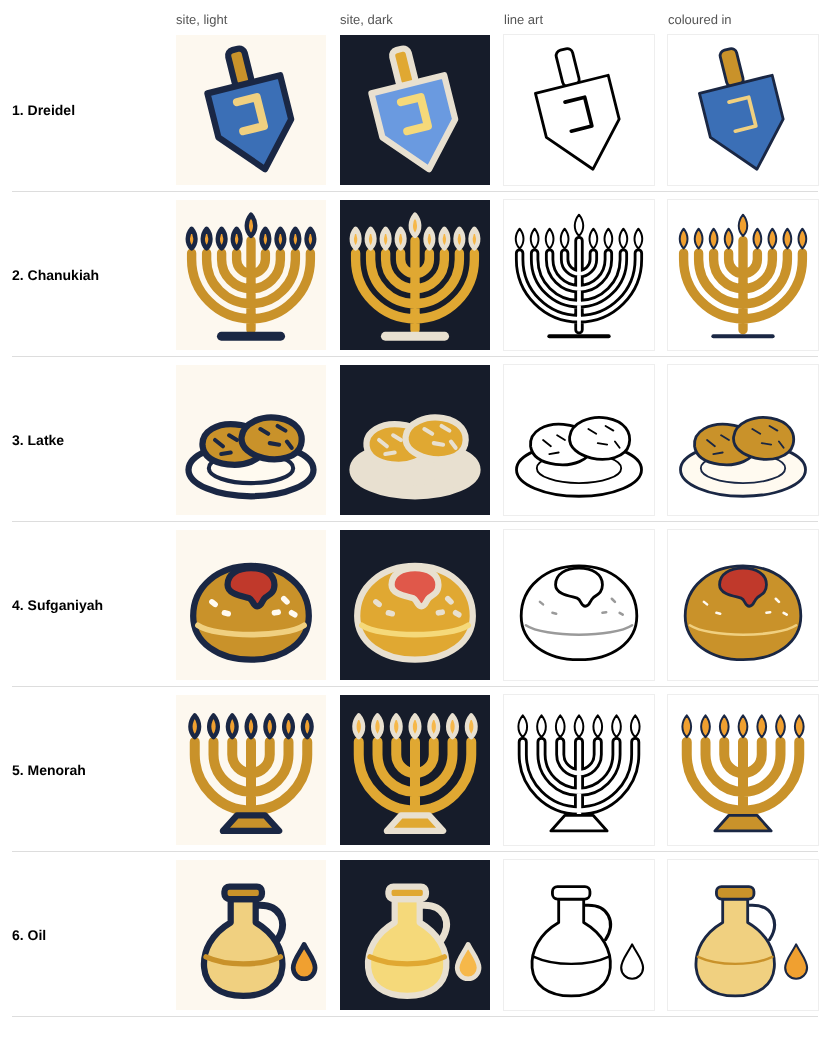 site, light	site, dark	line art	coloured in
1. Dreidel
2. Chanukiah
3. Latke
4. Sufganiyah
5. Menorah
6. Oil